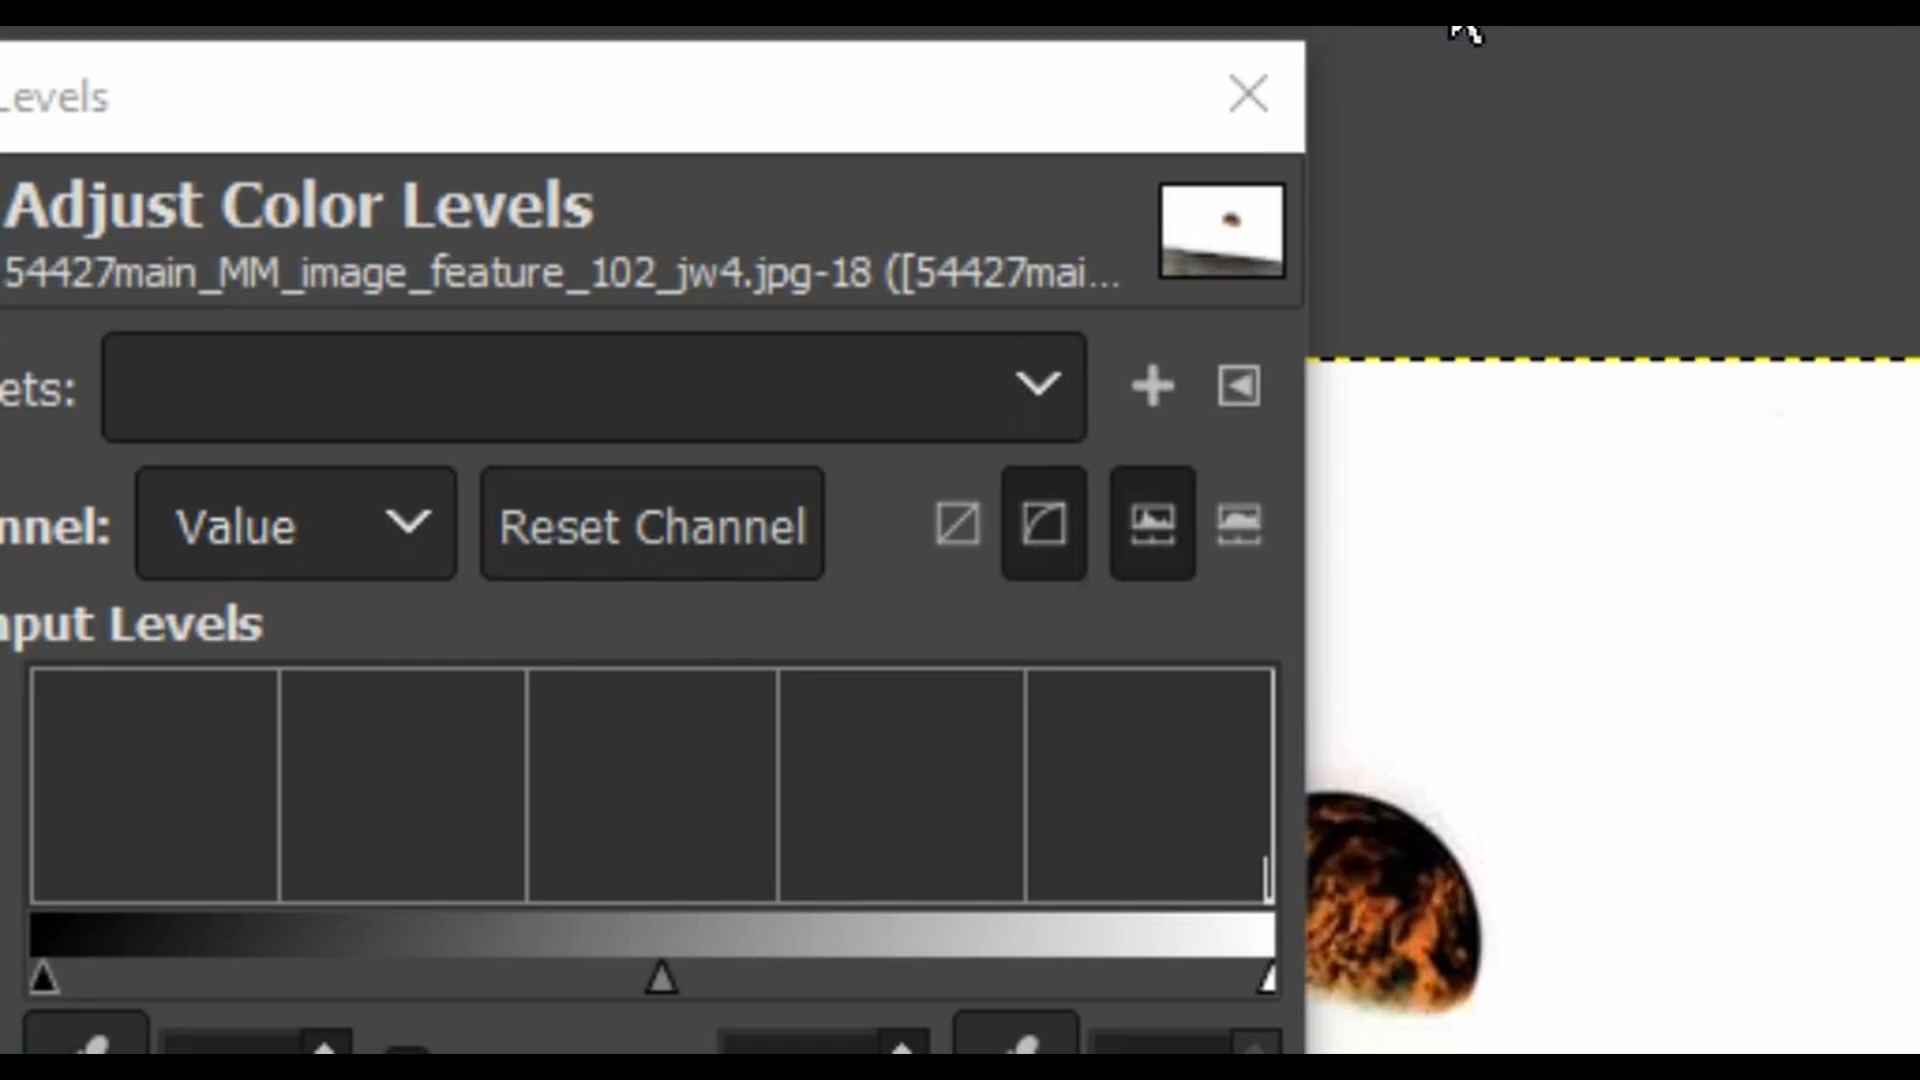 Levels
Adjust Color Levels
54427main_MM_image_feature_102_jw4.jpg-18 ([54427mai...
ets:
nnel: Value Reset Channel
nput Levels